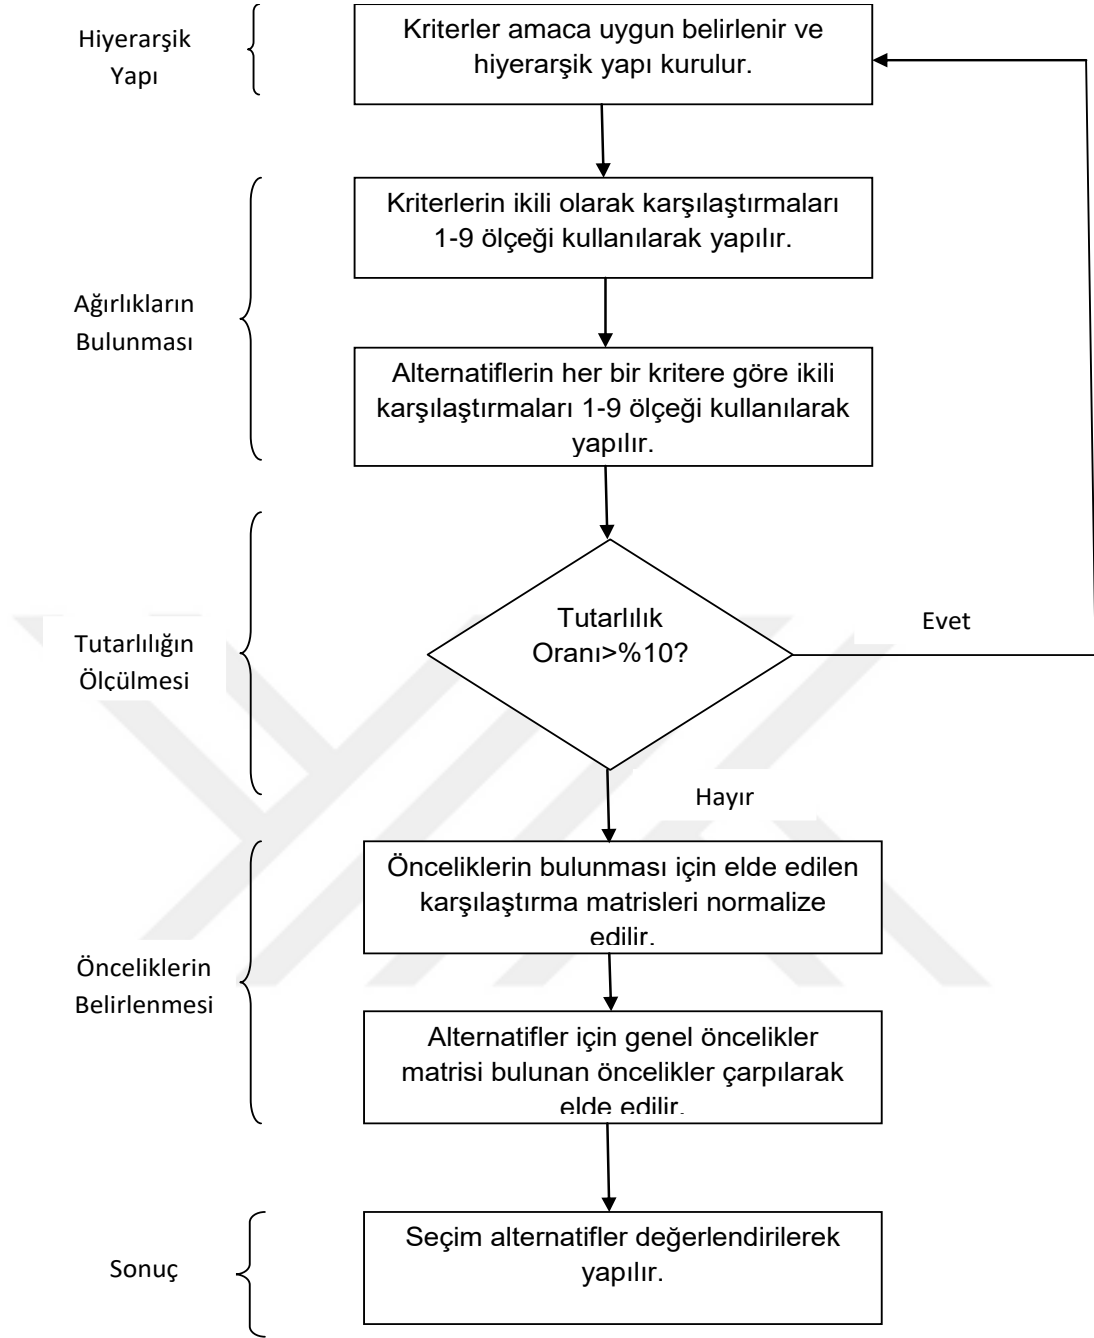 Hiyerarşik
Yapı
Kriterler amaca uygun belirlenir ve
hiyerarşik yapı kurulur.
Ağırlıkların
Bulunması
Kriterlerin ikili olarak karşılaştırmaları
1-9 ölçeği kullanılarak yapılır.
Alternatiflerin her bir kritere göre ikili
karşılaştırmaları 1-9 ölçeği kullanılarak
yapılır.
Tutarlılığın
Ölçülmesi
Tutarlılık
Oranı>%10?
Evet
Hayır
Önceliklerin
Belirlenmesi
Önceliklerin bulunması için elde edilen
karşılaştırma matrisleri normalize
edilir.
Alternatifler için genel öncelikler
matrisi bulunan öncelikler çarpılarak
elde edilir.
Sonuç
Seçim alternatifler değerlendirilerek
yapılır.